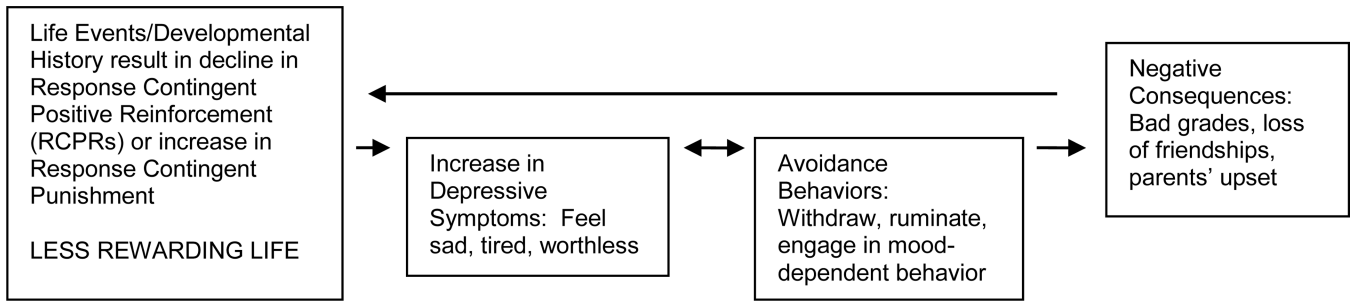 Life Events/Developmental
History result in decline in
Response Contingent
Positive Reinforcement
(RCPRs) or increase in
Response Contingent
Punishment
LESS REWARDING LIFE
Increase in
Depressive
Symptoms: Feel
sad, tired, worthless
Avoidance
Behaviors:
Withdraw, ruminate,
engage in mood-
dependent behavior
Negative
Consequences:
Bad grades, loss
of friendships,
parents' upset